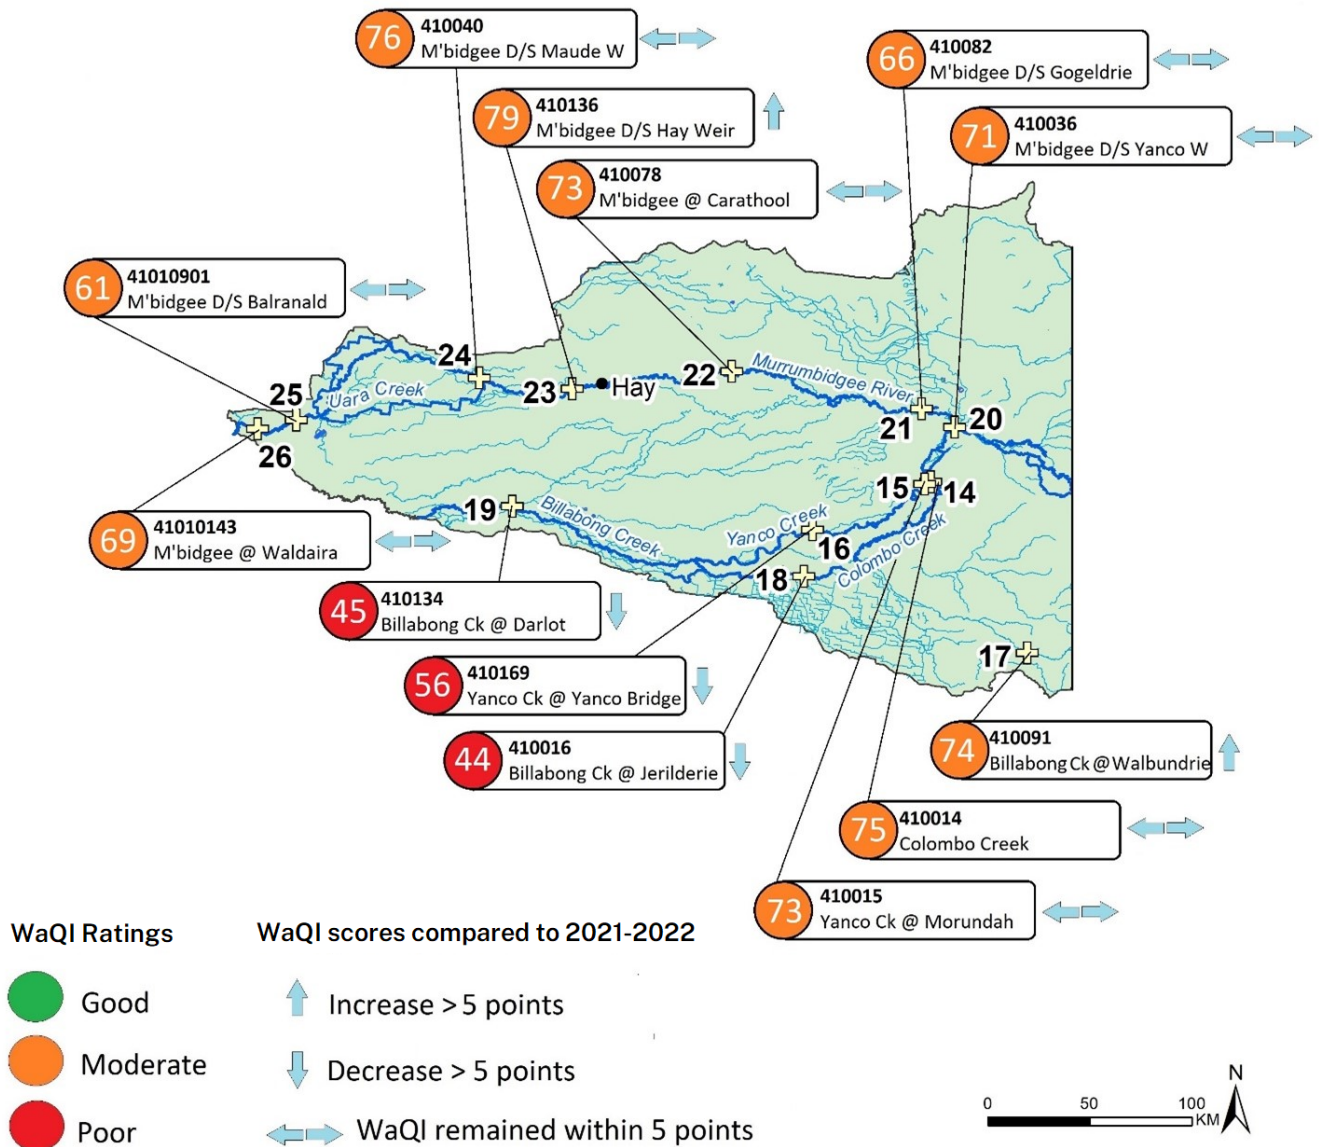 76
410040
M'bidgee D/S Maude W
66
410082
M'bidgee D/S Gogeldrie
79
410136
M'bidgee D/S Hay Weir
71
410036
M'bidgee D/S Yanco W
73
410078
M'bidgee @ Carathool
61
41010901
M'bidgee D/S Balranald
24
25
Uara Creek
23
Hay
22
Murrumbidgee River
21
20
26
19
Billabong Creek
15
14
Yanco Creek
16
Colombo Creek
18
17
69
41010143
M'bidgee @ Waldaira
45
410134
Billabong Ck @ Darlot
56
410169
Yanco Ck @ Yanco Bridge
44
410016
Billabong Ck @ Jerilderie
74
410091
Billabong Ck @ Walbundrie
75
410014
Colombo Creek
73
410015
Yanco Ck @ Morundah
WaQI Ratings
Good
Moderate
Poor
WaQI scores compared to 2021-2022
Increase > 5 points
Decrease > 5 points
WaQI remained within 5 points
N
0 50 100
KM